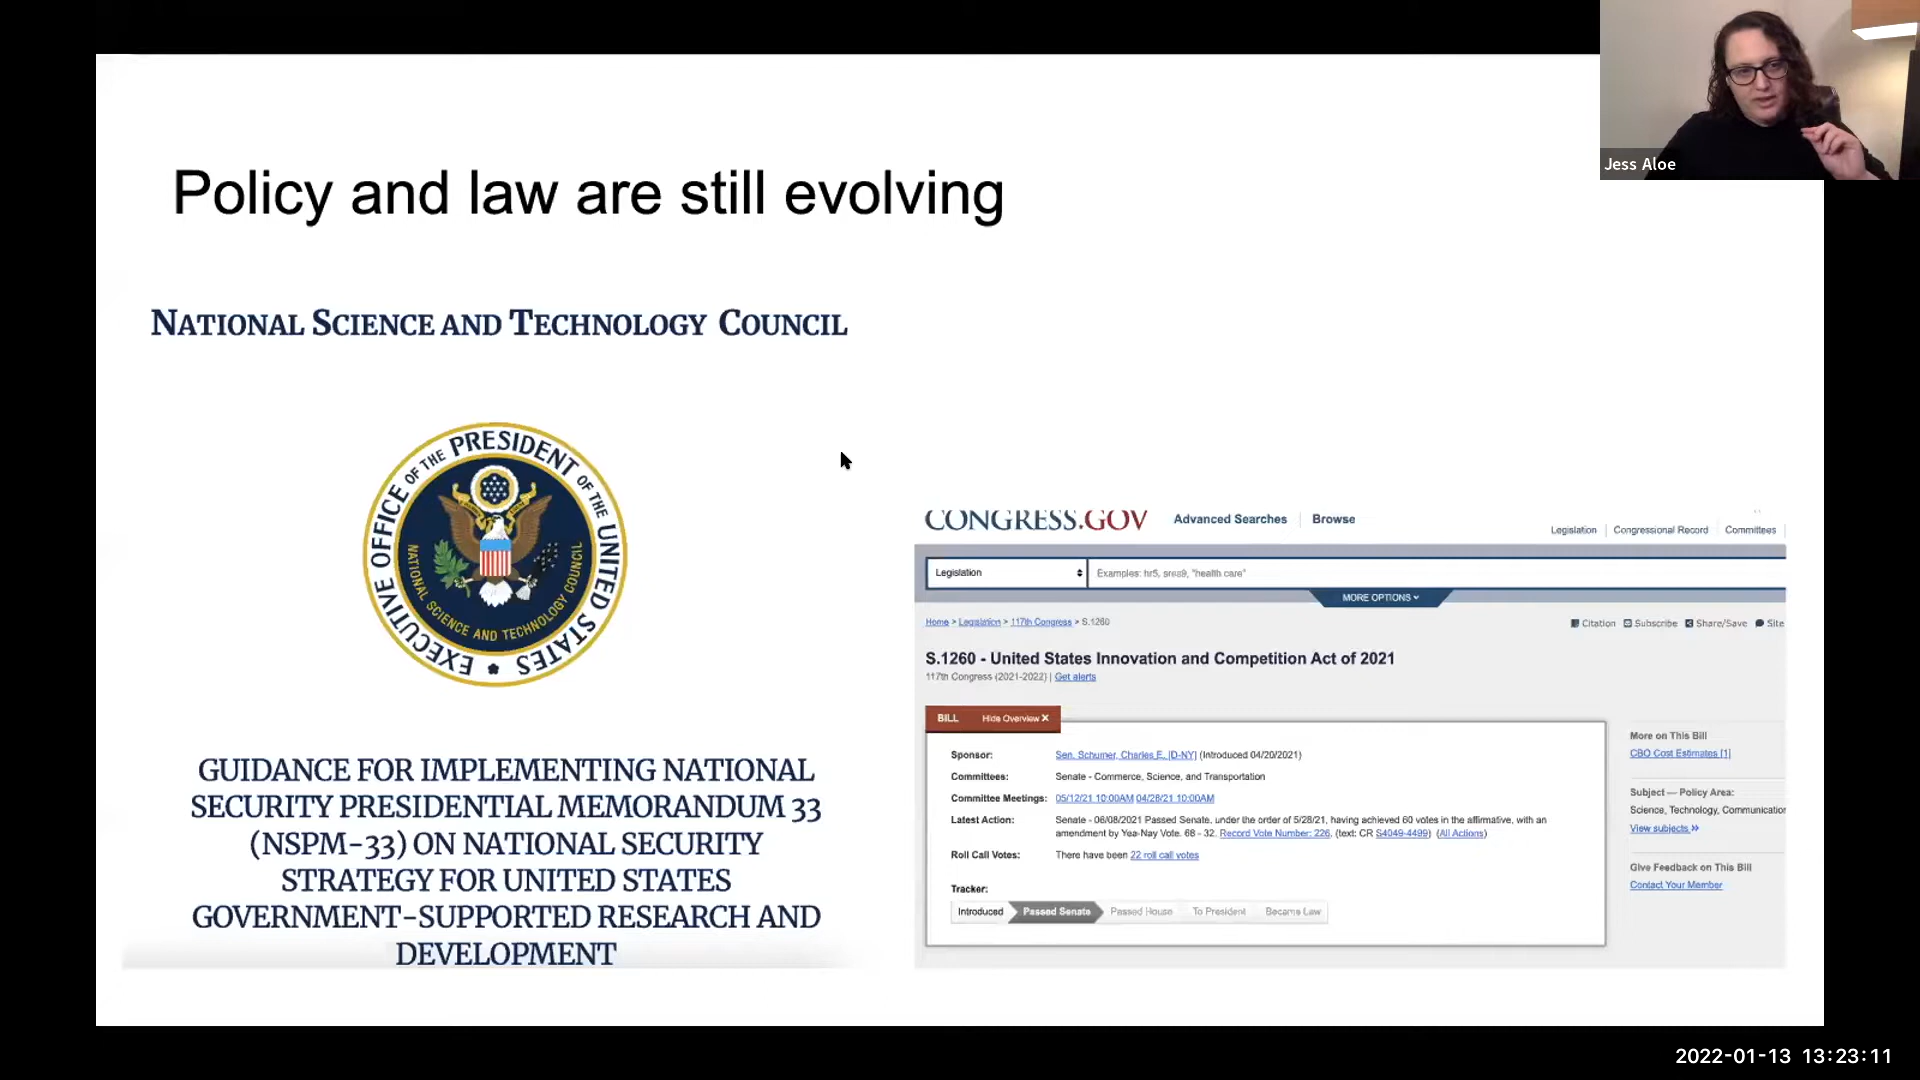 Jess Aloe
Policy and law are still evolving
NATIONAL SCIENCE AND TECHNOLOGY COUNCIL
EXECUTIVE OFFICE OF THE PRESIDENT OF THE UNITED STATES
NATIONAL SCIENCE AND TECHNOLOGY COUNCIL
GUIDANCE FOR IMPLEMENTING NATIONAL
SECURITY PRESIDENTIAL MEMORANDUM 33
(NSPM-33) ON NATIONAL SECURITY
STRATEGY FOR UNITED STATES
GOVERNMENT-SUPPORTED RESEARCH AND
DEVELOPMENT
CONGRESS.GOV Advanced Searches Browse
Legislation Congressional Record Committees
Legislation Examples: hr5, sres9, "health care"
MORE OPTIONS
Home > Legislation > 117th Congress > S.1260
Citation Subscribe Share/Save Site
S.1260 - United States Innovation and Competition Act of 2021
117th Congress (2021-2022) | Get alerts
BILL Hide Overview X
Sponsor: Sen. Schumer, Charles E. [D-NY] (Introduced 04/20/2021)
Committees: Senate - Commerce, Science, and Transportation
Committee Meetings: 05/12/21 10:00AM 04/28/21 10:00AM
Latest Action: Senate - 06/08/2021 Passed Senate, under the order of 5/28/21, having achieved 60 votes in the affirmative, with an
amendment by Yea-Nay Vote. 68 - 32. Record Vote Number: 226. (text: CR S4049-4499) (All Actions)
Roll Call Votes: There have been 22 roll call votes
Tracker:
Introduced Passed Senate Passed House To President Became Law
More on This Bill
CBO Cost Estimates [1]
Subject — Policy Area:
Science, Technology, Communication
View subjects »
Give Feedback on This Bill
Contact Your Member
2022-01-13 13:23:11